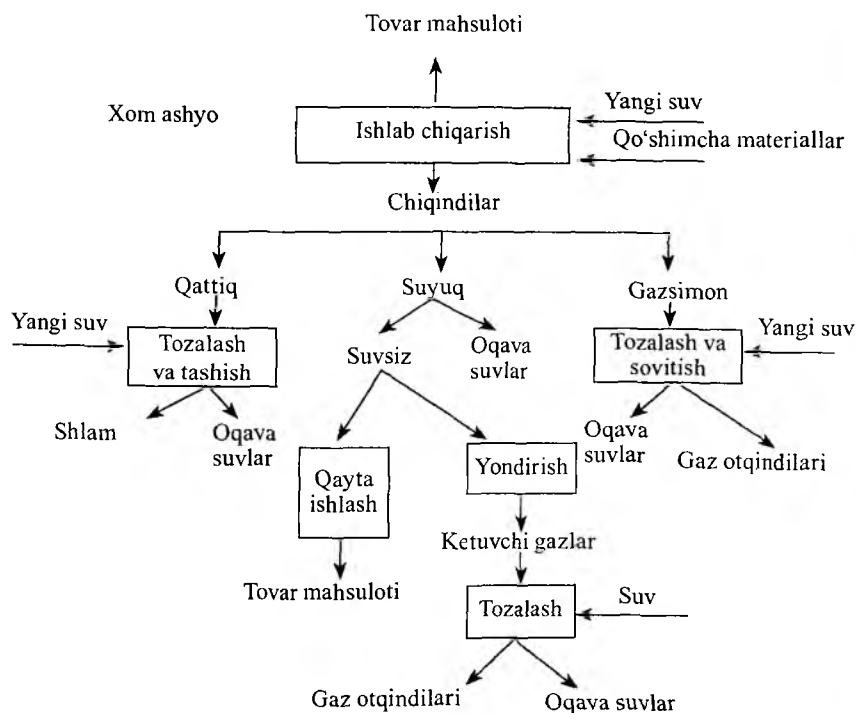 Tovar mahsuloti
Xom ashyo
Ishlab chiqarish
Yangi suv
Qo‘shimcha materiallar
Chiqindilar
Qattiq
Suyuq
Gazsimon
Yangi suv
Tozalash
va tashish
Suvsiz
Oqava
suvlar
Tozalash va
sovitish
Yangi suv
Shlam
Oqava
suvlar
Qayta
ishlash
Yondirish
Oqava
suvlar
Gaz otqindilari
Ketuvchi gazlar
Tovar mahsuloti
Tozalash
Suv
Gaz otqindilari
Oqava suvlar